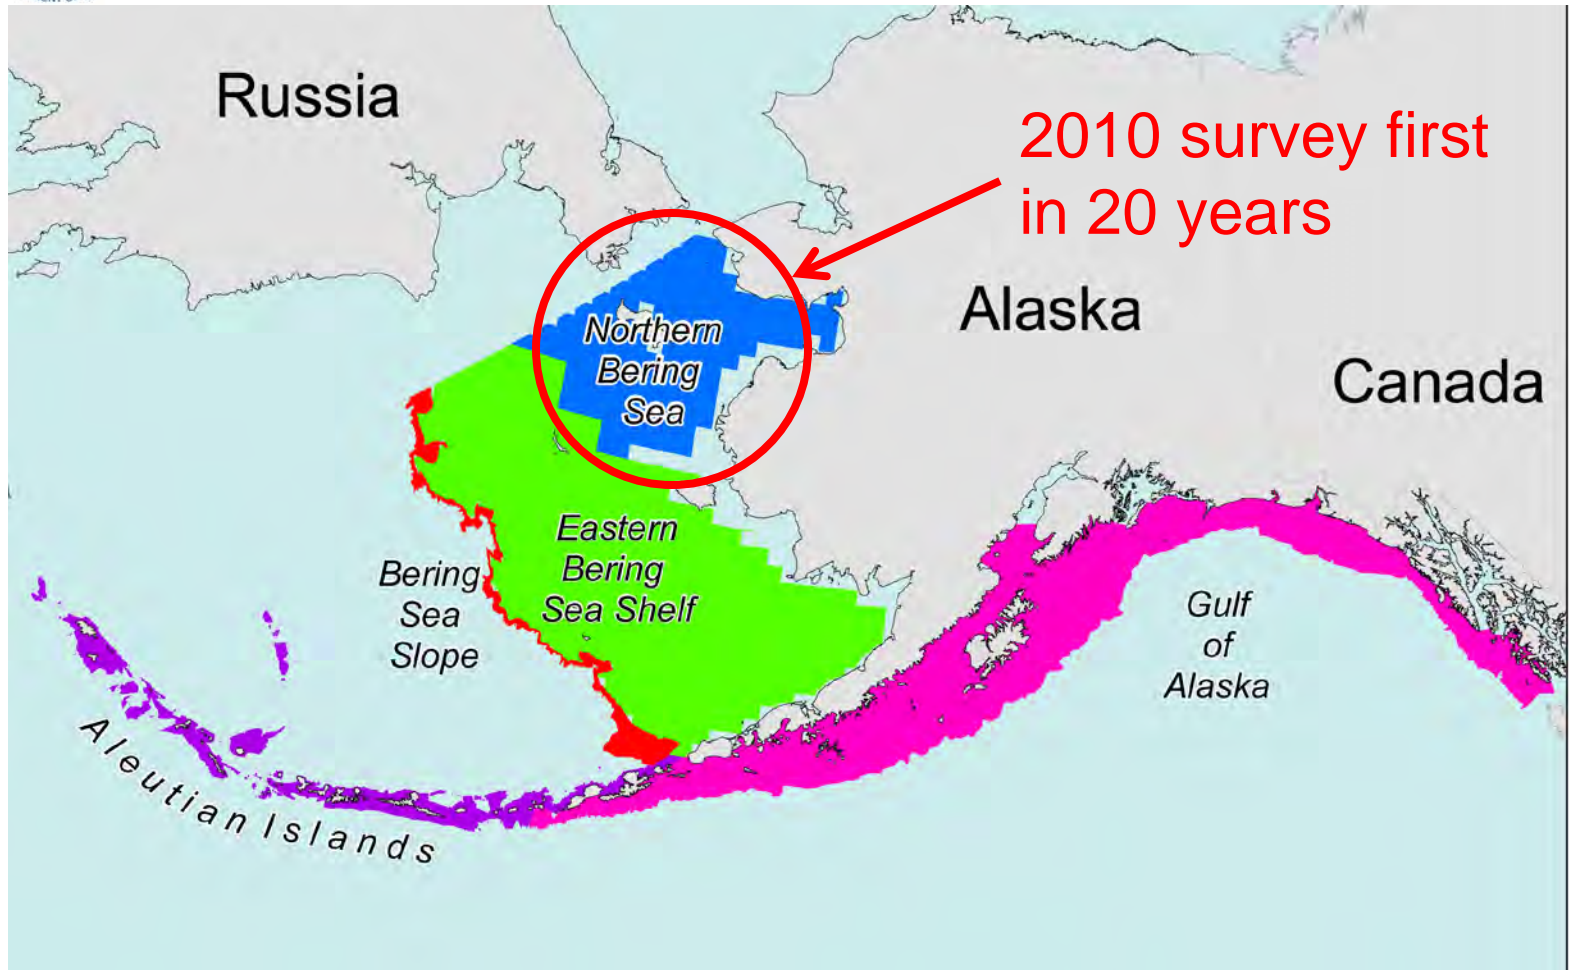 Russia
2010 survey first
in 20 years
Alaska
Northern
Bering
Sea
Canada
Eastern
Bering
Sea Shelf
Bering
Sea
Slope
Gulf
of
Alaska
Aleutian Islands